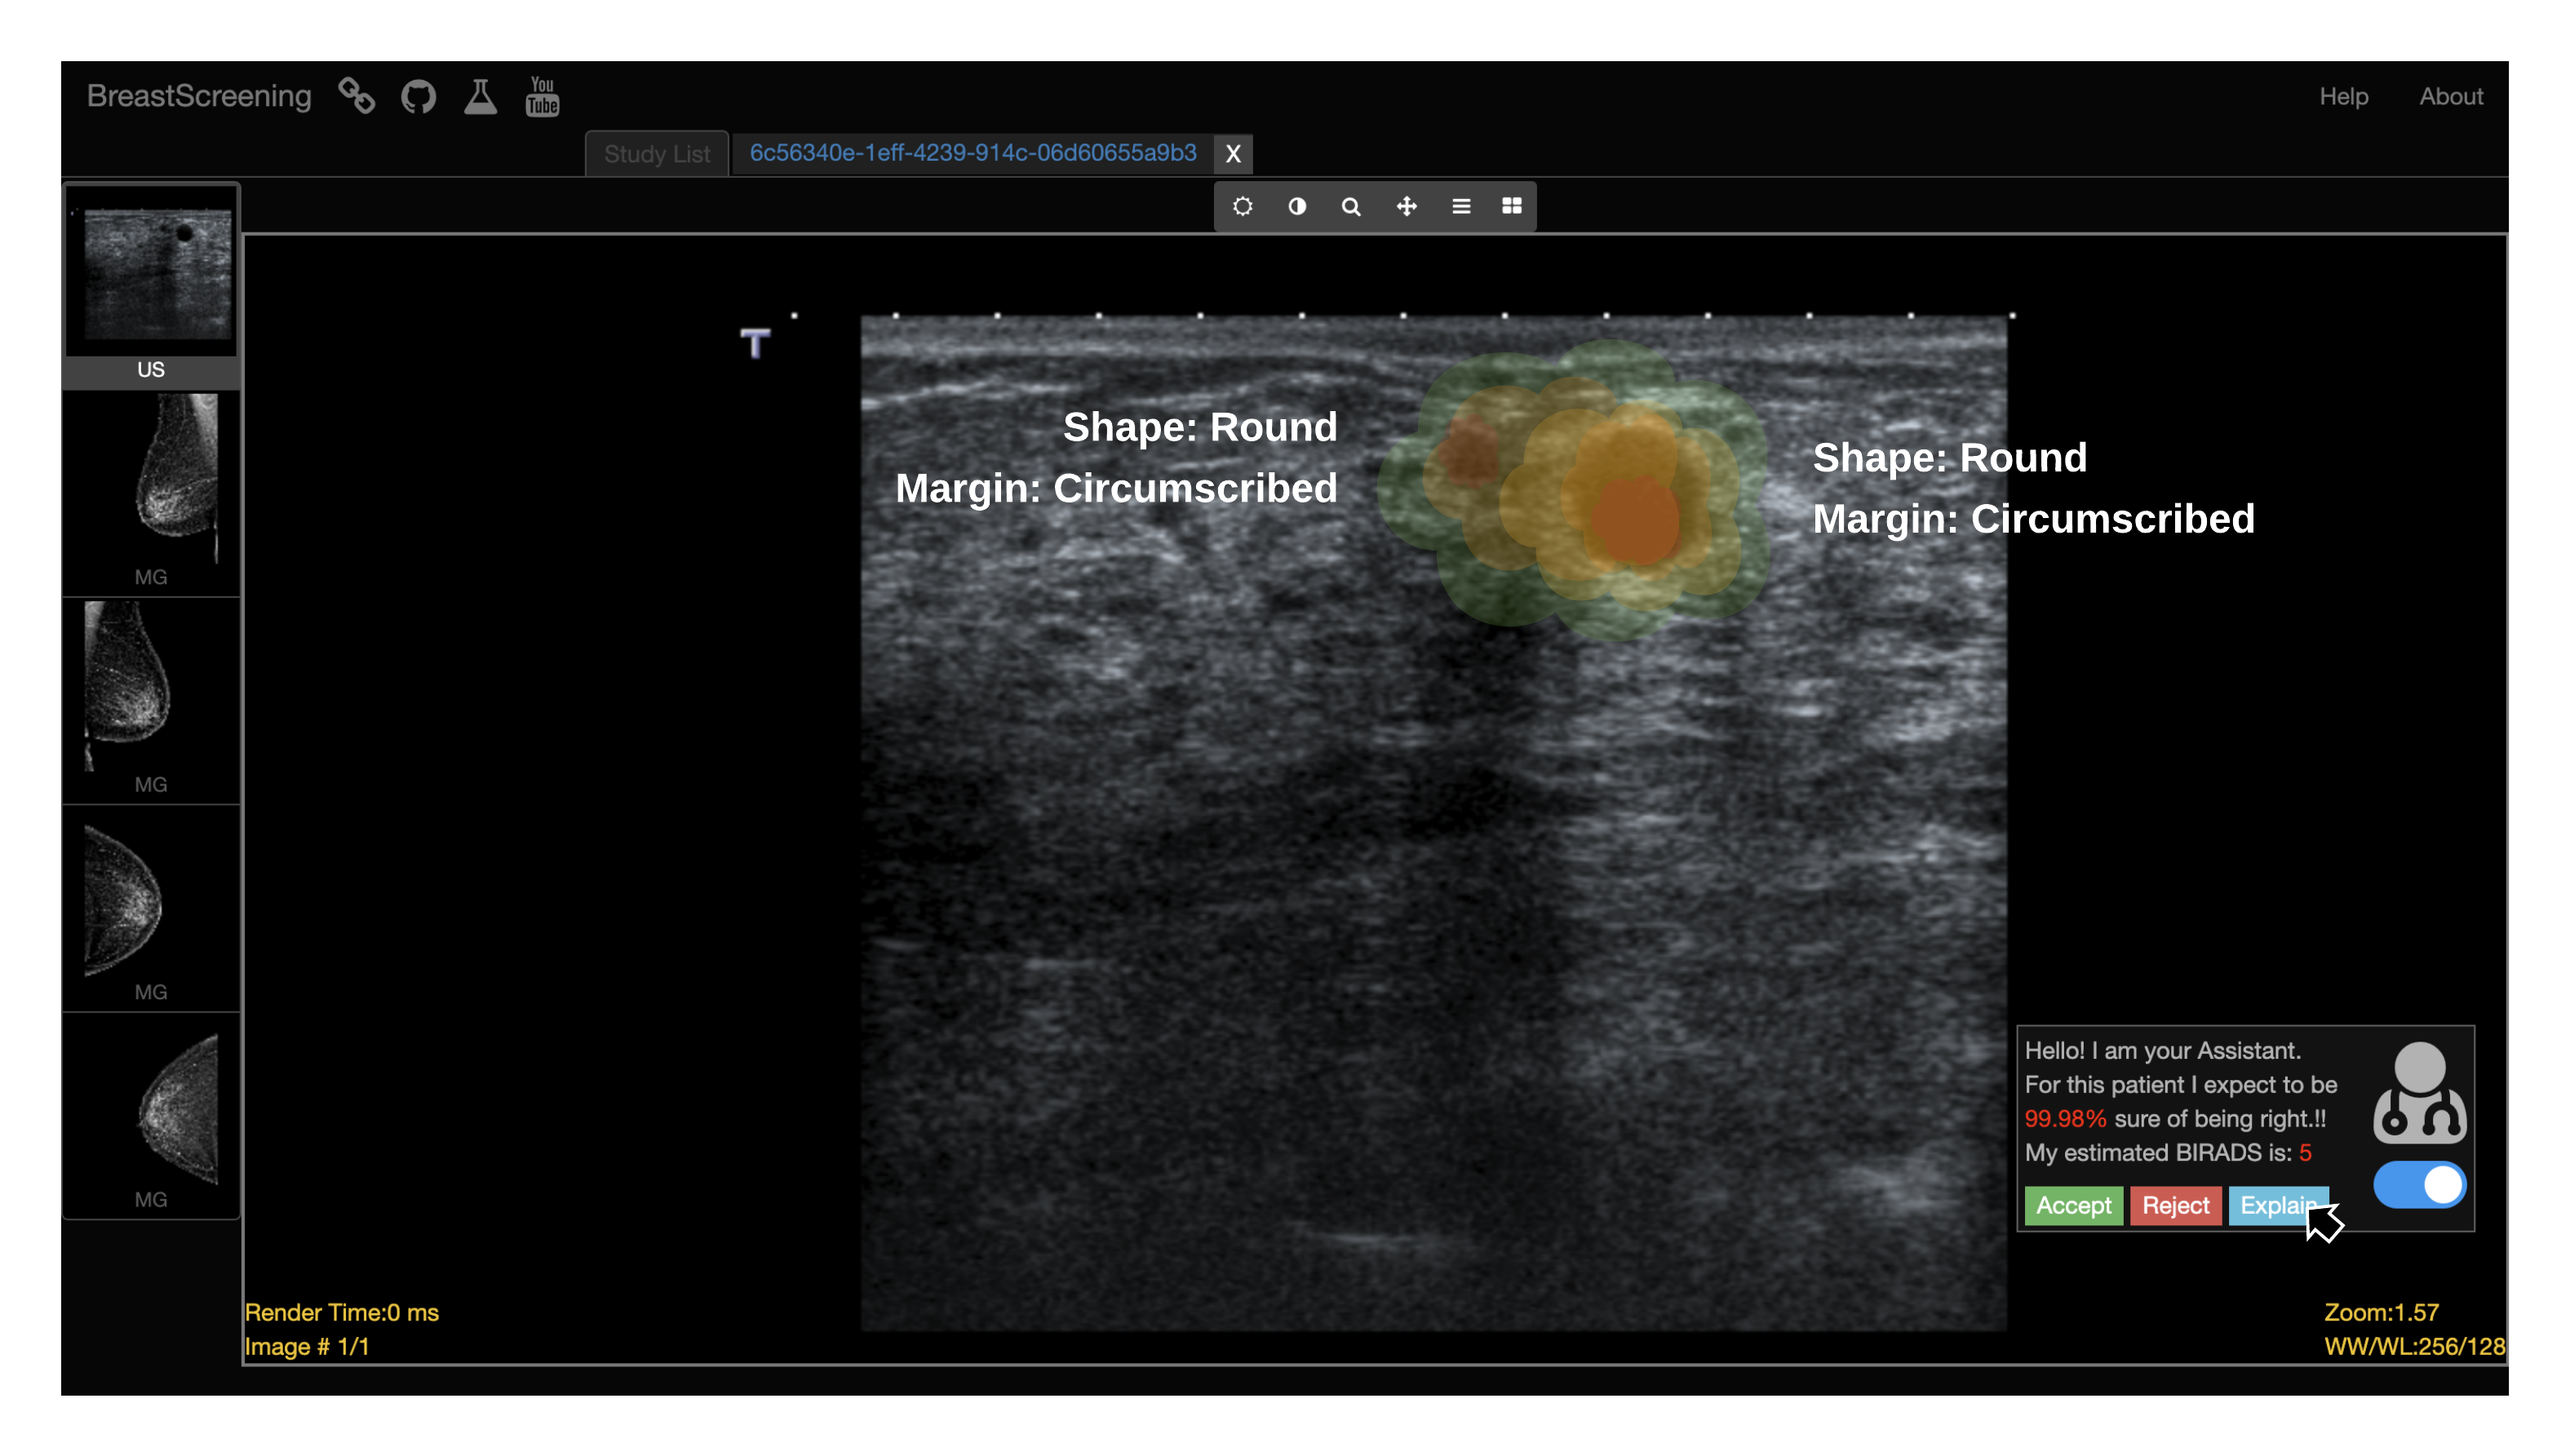 BreastScreening
You
Tube
Help
About
Study List
6c56340e-1eff-4239-914c-06d60655a9b3
X
US
MG
MG
MG
MG
T
Shape: Round
Margin: Circumscribed
Shape: Round
Margin: Circumscribed
Hello! I am your Assistant.
For this patient I expect to be
99.98% sure of being right.!!
My estimated BIRADS is: 5
Accept
Reject
Explain
Render Time:0 ms
Image # 1/1
Zoom:1.57
WW/WL:256/128